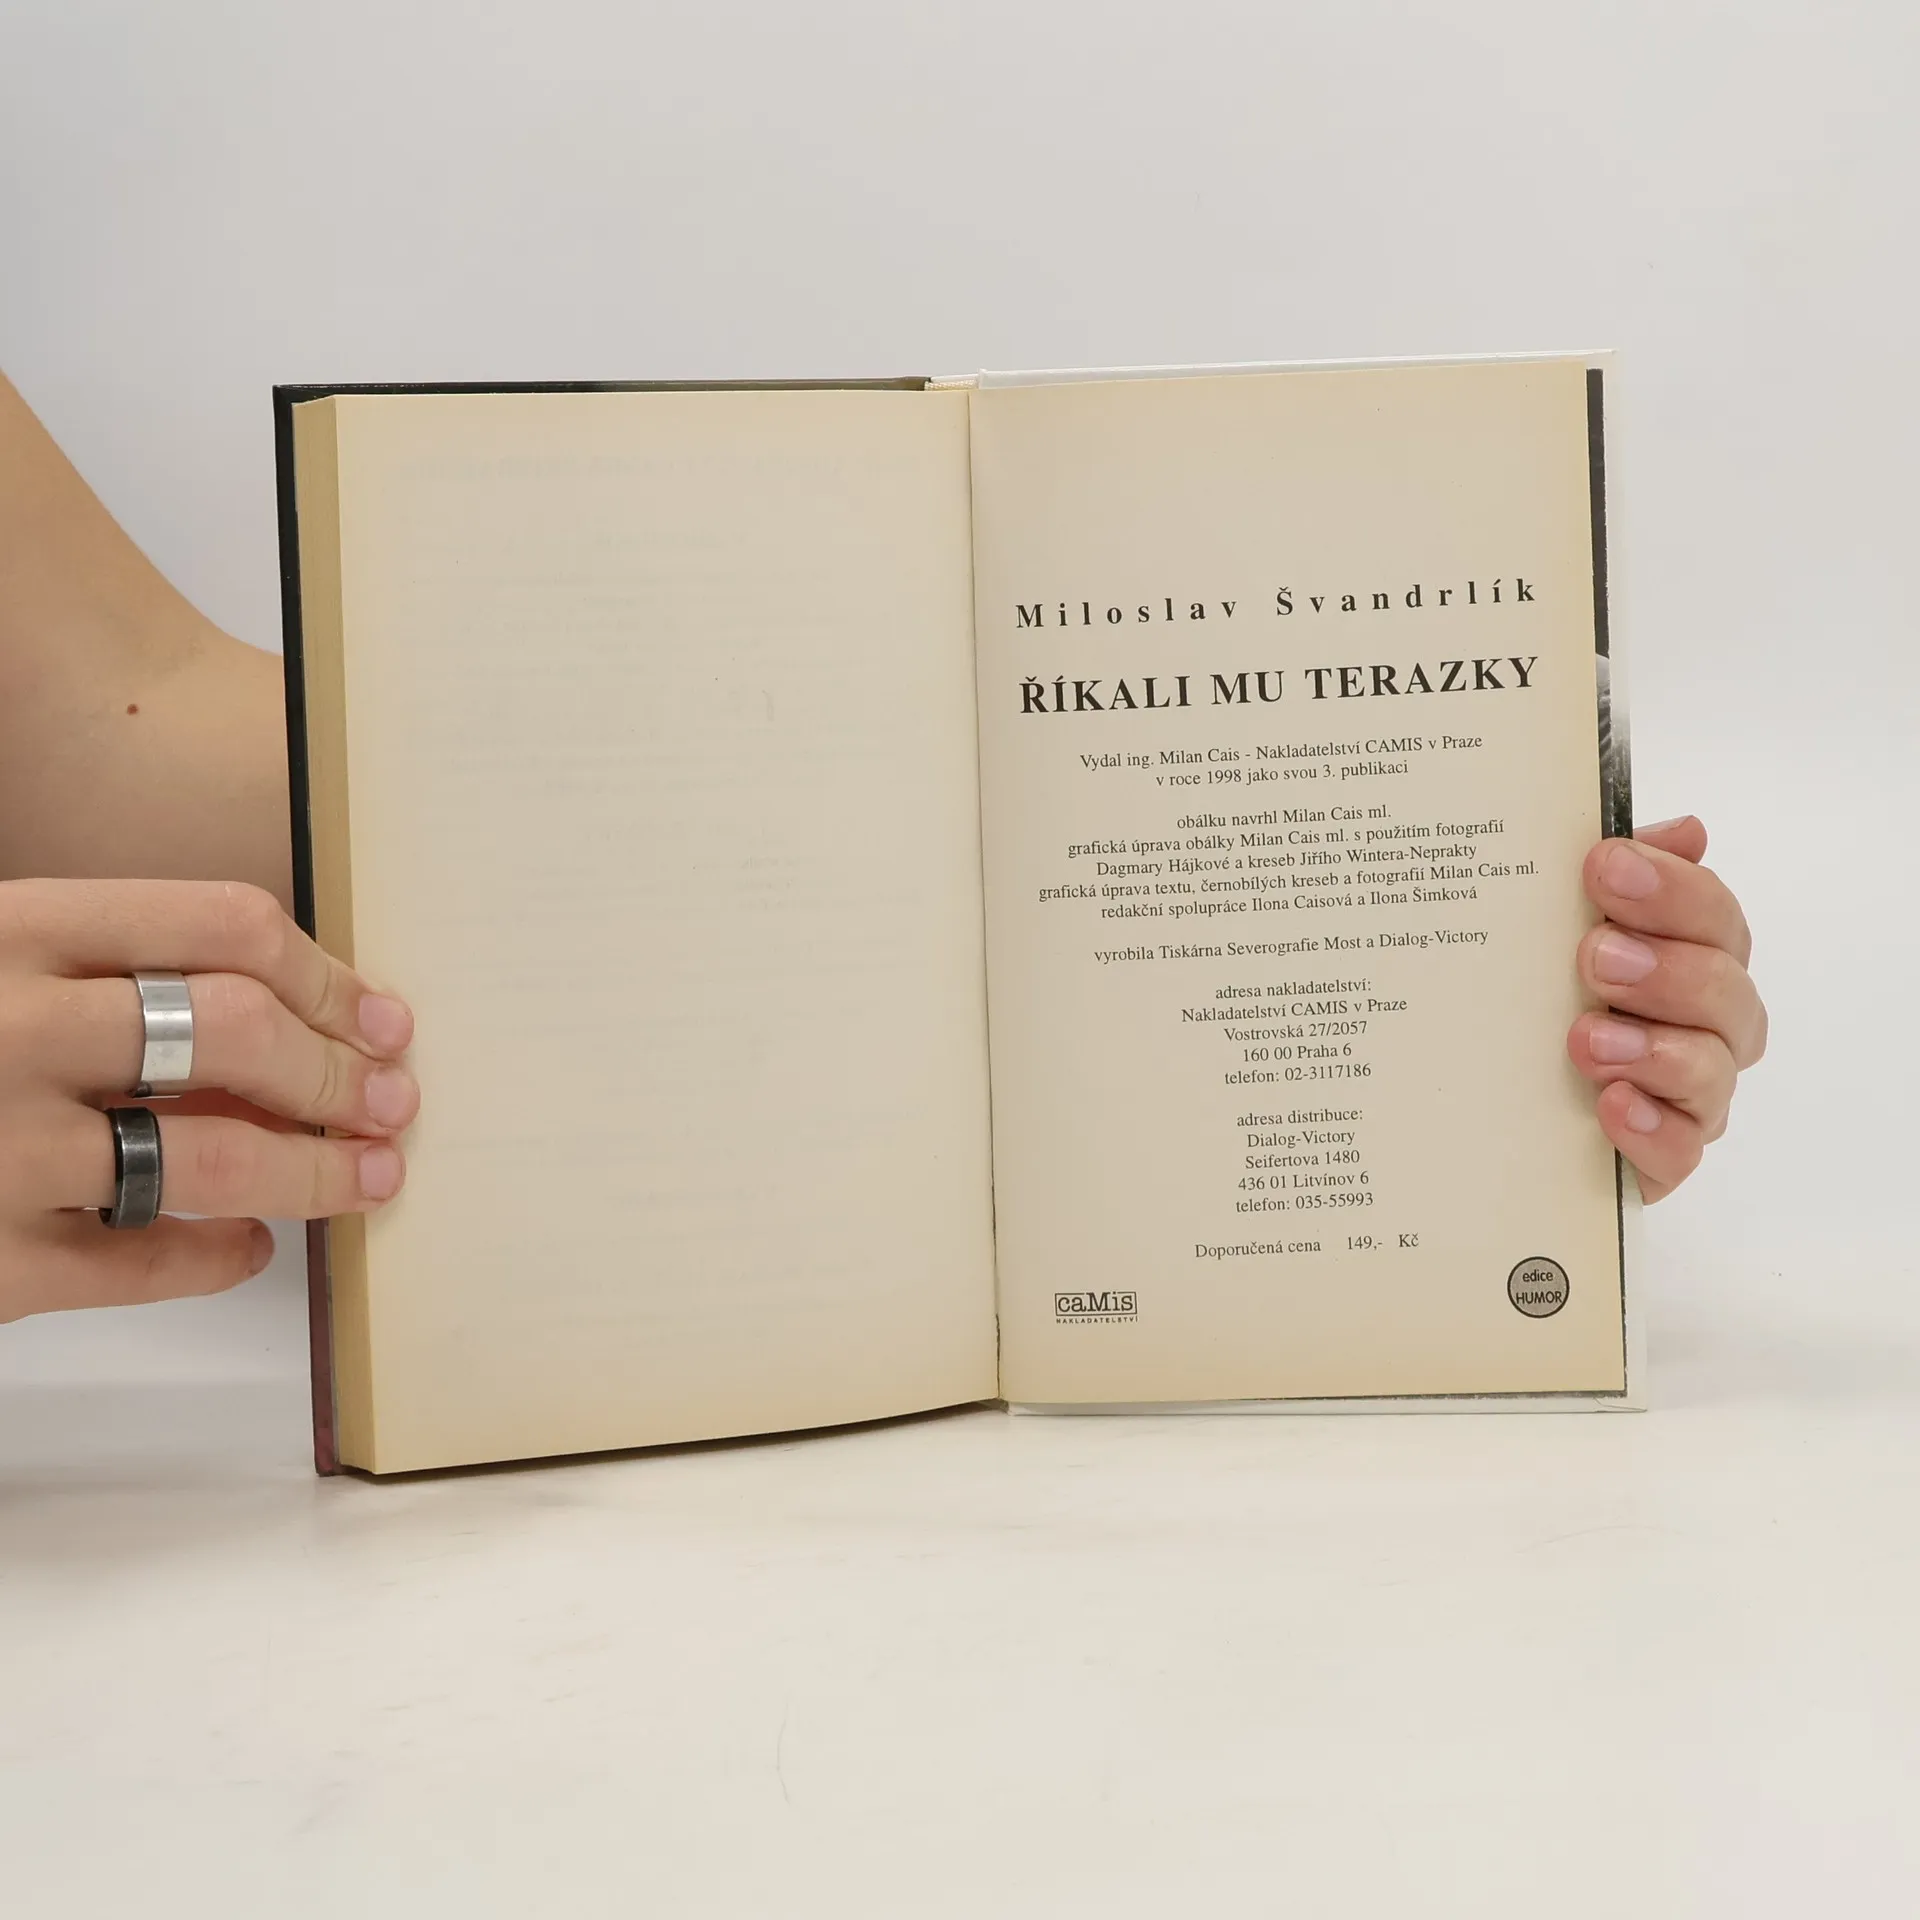 Miloslav Švandrlík
ŘÍKALI MU TERAZKY
Vydal ing. Milan Cais - Nakladatelství CAMIS v Praze
v roce 1998 jako svou 3. publikaci
obálku navrhl Milan Cais ml.
grafická úprava obálky Milan Cais ml. s použitím fotografií
Dagmary Hájkové a kreseb Jiřího Wintera-Neprakty
grafická úprava textu, černobílých kreseb a fotografií Milan Cais ml.
redakční spolupráce Ilona Caisová a Ilona Šimková
vyrobila Tiskárna Severografie Most a Dialog-Victory
adresa nakladatelství:
Nakladatelství CAMIS v Praze
Vostrovská 27/2057
160 00 Praha 6
telefon: 02-3117186
adresa distribuce:
Dialog-Victory
Seifertova 1480
436 01 Litvínov 6
telefon: 035-55993
Doporučená cena 149,- Kč
caMis
NAKLADATELSTVÍ
edice
HUMOR